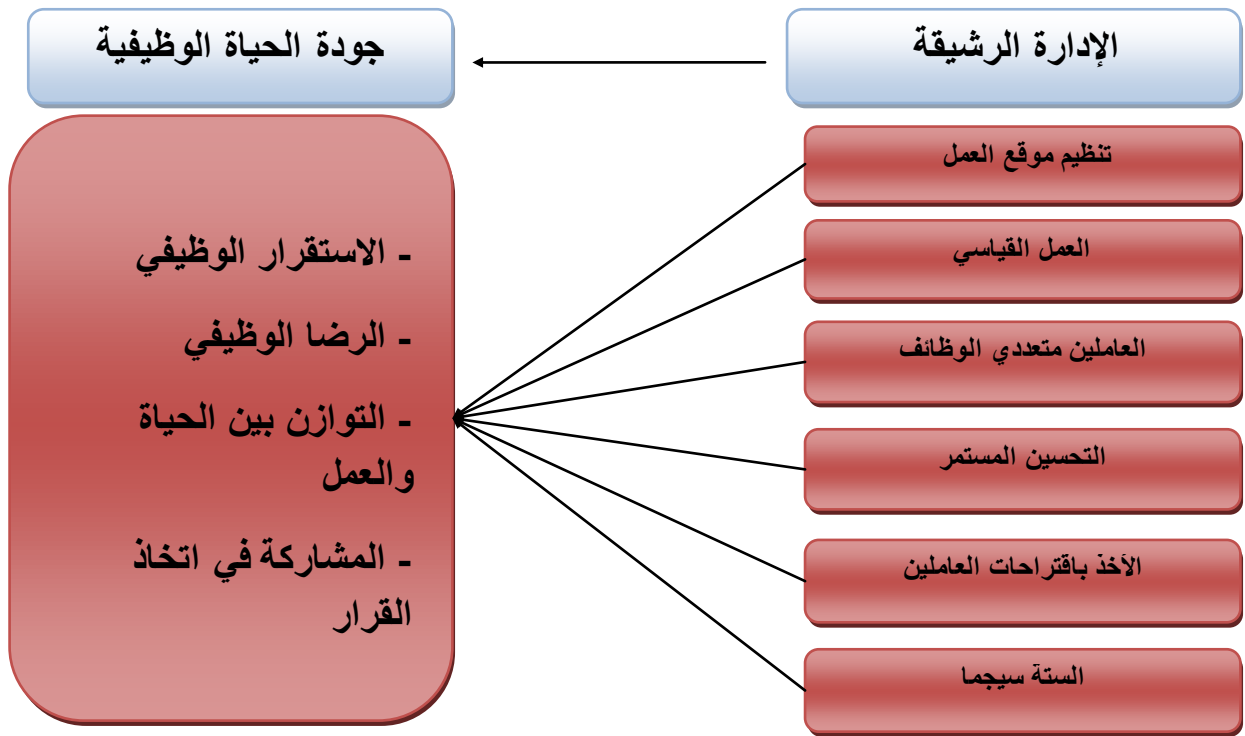 الإدارة الرشيقة
جودة الحياة الوظيفية
تنظيم موقع العمل
العمل القياسي
العاملين متعددي الوظائف
التحسين المستمر
الأخذ باقتراحات العاملين
الستة سيجما
- الاستقرار الوظيفي
- الرضا الوظيفي
- التوازن بين الحياة
والعمل
- المشاركة في اتخاذ
القرار